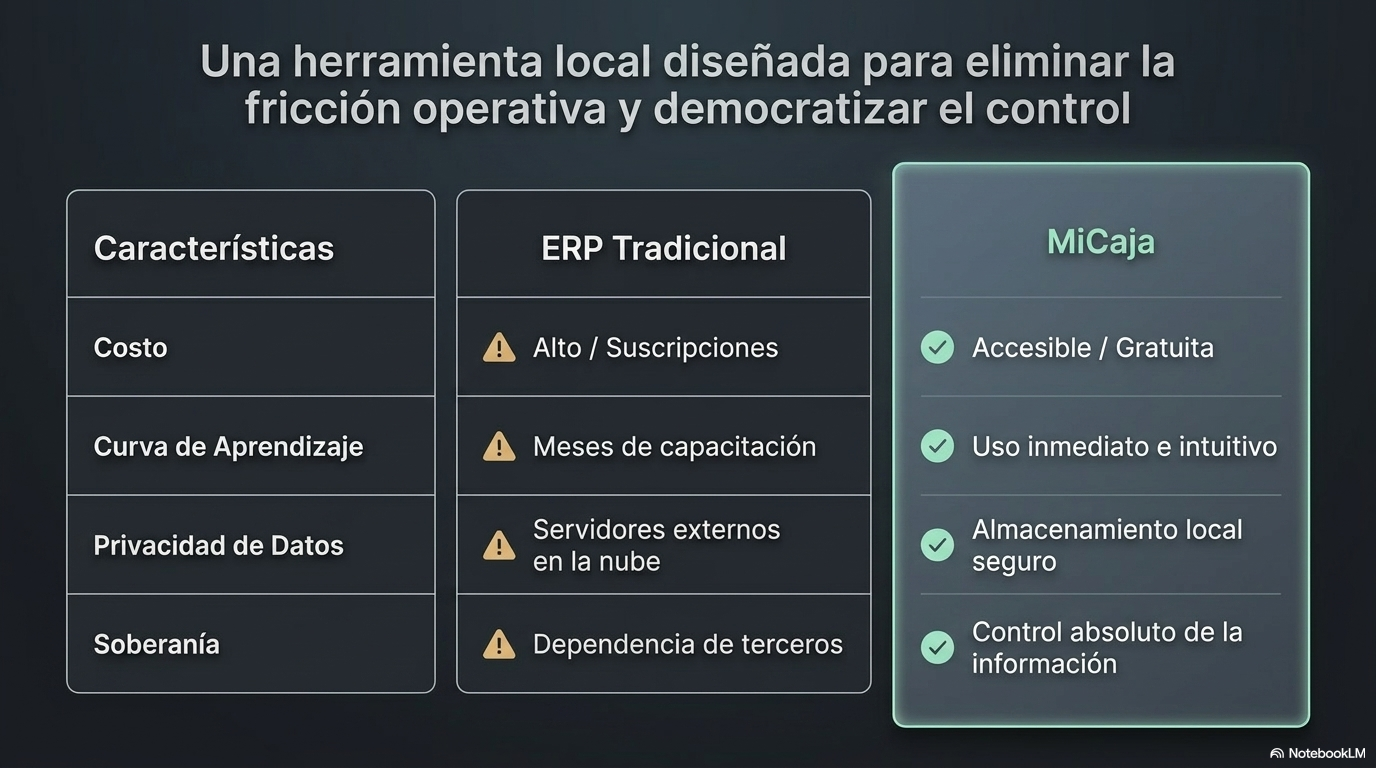 Una herramienta local diseñada para eliminar la
fricción operativa y democratizar el control
Características
ERP Tradicional
MiCaja
Costo
Alto / Suscripciones
Accesible / Gratuita
Curva de Aprendizaje
Meses de capacitación
Uso inmediato e intuitivo
Privacidad de Datos
Servidores externos
en la nube
Almacenamiento local
seguro
Soberanía
Dependencia de terceros
Control absoluto de la
información
NotebookLM